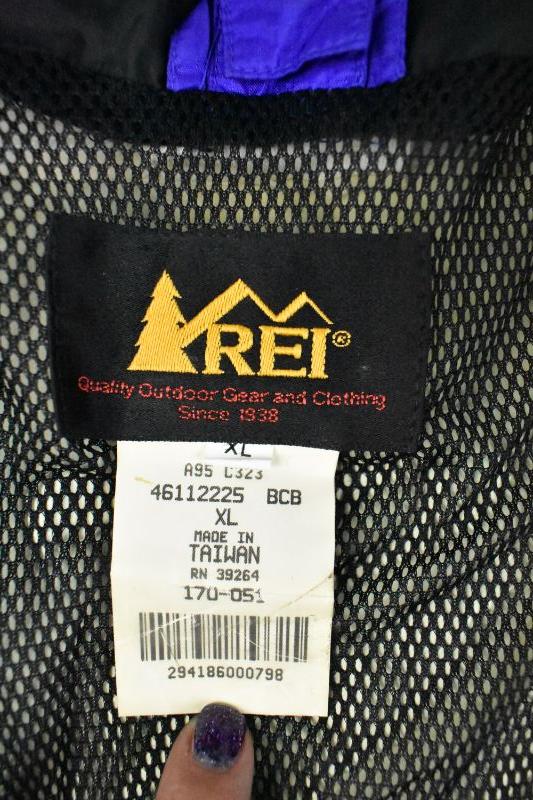 REI®
Quality Outdoor Gear and Clothing
Since 1938
XL
A95 C323
46112225 BCB
XL
MADE IN
TAIWAN
RN 39264
170-051
294186000798